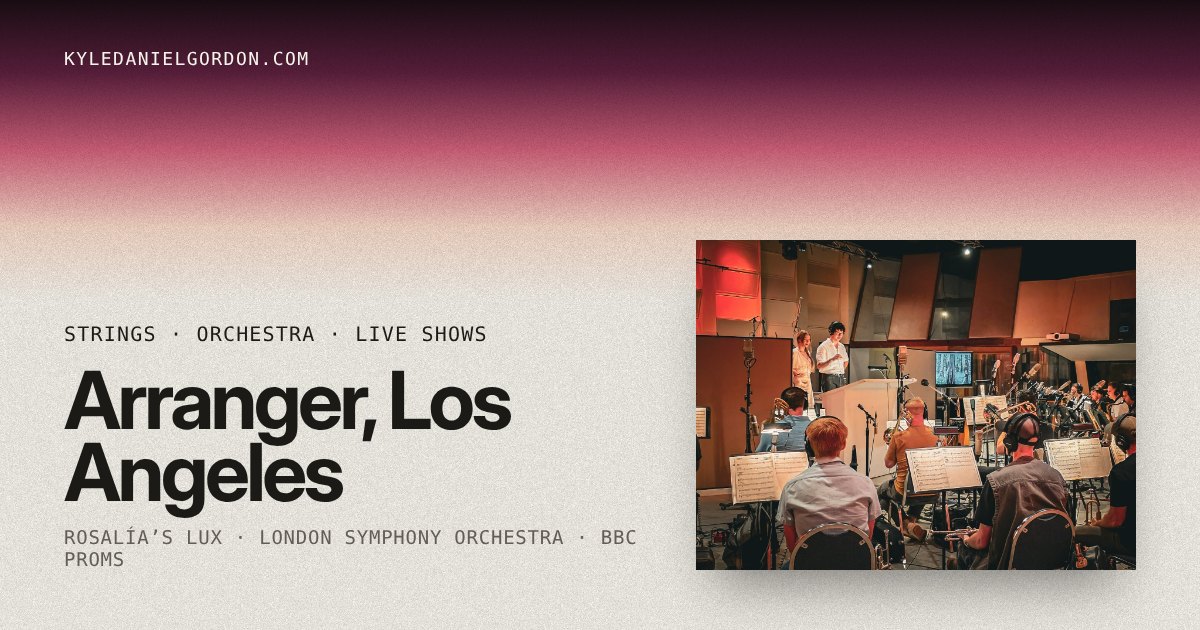 KYLEDANIELGORDON.COM
STRINGS · ORCHESTRA · LIVE SHOWS
Arranger, Los
Angeles
ROSALÍA’S LUX · LONDON SYMPHONY ORCHESTRA · BBC
PROMS